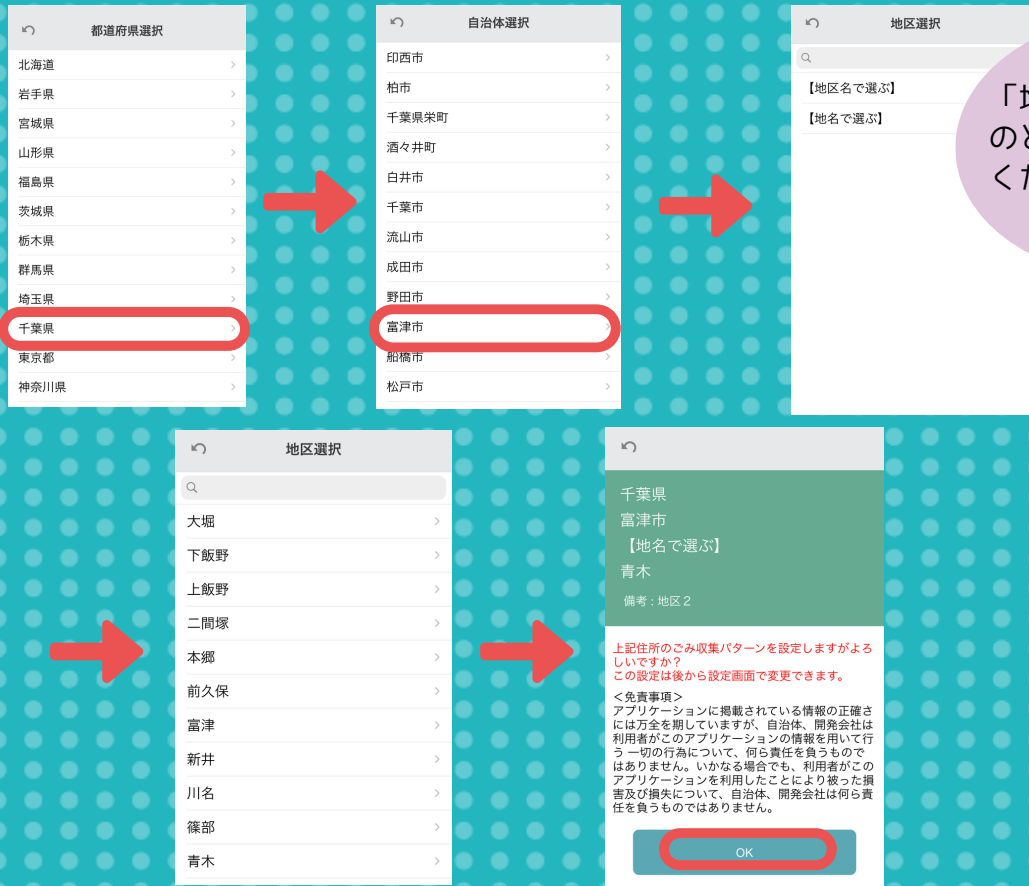 都道府県選択
北海道
岩手県
宮城県
山形県
福島県
茨城県
栃木県
群馬県
埼玉県
千葉県
東京都
神奈川県
自治体選択
印西市
柏市
千葉県栄町
酒々井町
白井市
千葉市
流山市
成田市
野田市
富津市
船橋市
松戸市
地区選択
【地区名で選ぶ】
【地名で選ぶ】
「地
のど
くだ
地区選択
大堀
下飯野
上飯野
二間塚
本郷
前久保
富津
新井
川名
篠部
青木
千葉県
富津市
【地名で選ぶ】
青木
備考：地区２
上記住所のごみ収集パターンを設定しますがよろ
しいですか？
この設定は後から設定画面で変更できます。
＜免責事項＞
アプリケーションに掲載されている情報の正確さ
には万全を期していますが、自治体、開発会社は
利用者がこのアプリケーションの情報を用いて行
う 一切の行為について、何ら責任を負うもので
はありません。いかなる場合でも、利用者がこの
アプリケーションを利用したことにより被った損
害及び損失について、自治体、開発会社は何ら責
任を負うものではありません。
OK